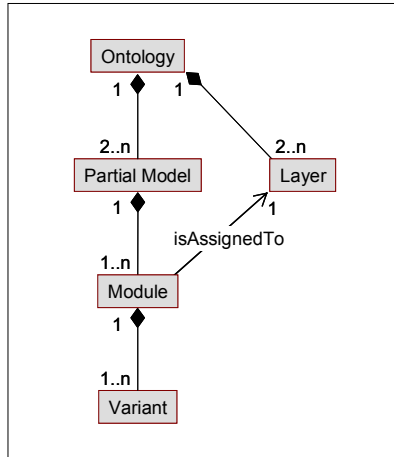 Ontology
1 1
2..n 2..n
Partial Model Layer
1 1
isAssignedTo
1..n
Module
1
1..n
Variant